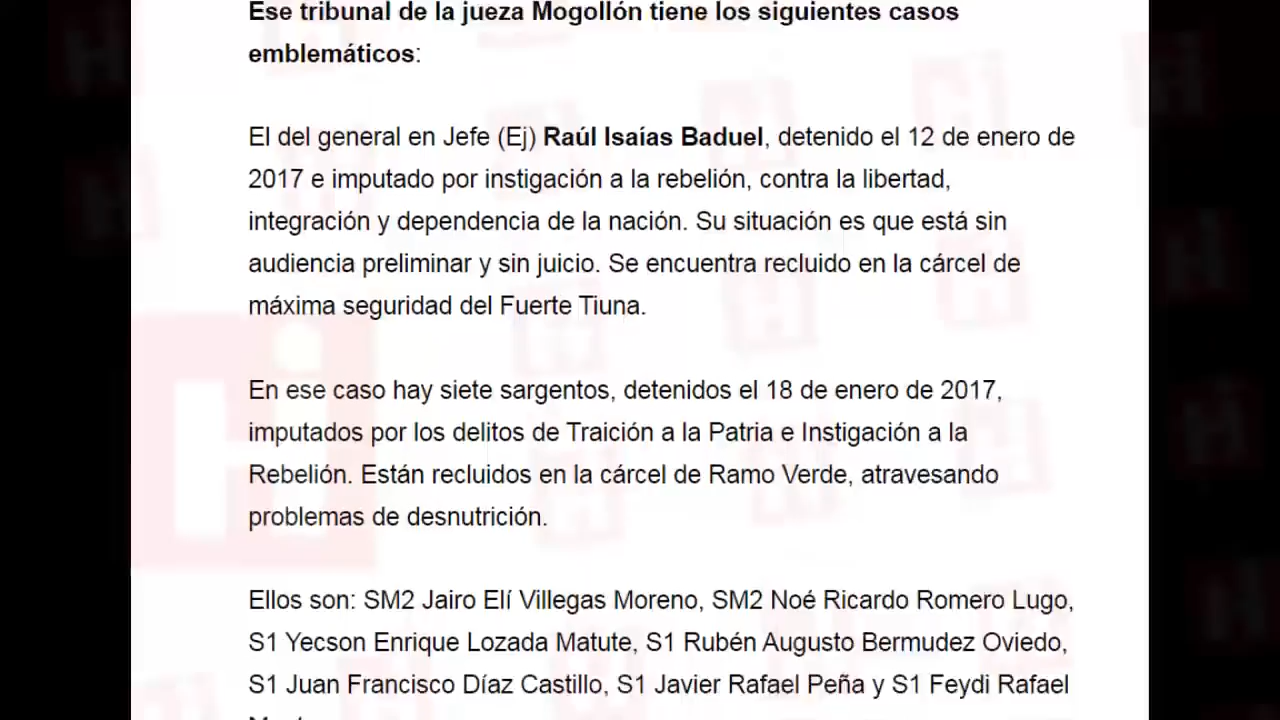 Ese tribunal de la jueza Mogollón tiene los siguientes casos
emblemáticos:
El del general en Jefe (Ej) Raúl Isaías Baduel, detenido el 12 de enero de
2017 e imputado por instigación a la rebelión, contra la libertad,
integración y dependencia de la nación. Su situación es que está sin
audiencia preliminar y sin juicio. Se encuentra recluido en la cárcel de
máxima seguridad del Fuerte Tiuna.
En ese caso hay siete sargentos, detenidos el 18 de enero de 2017,
imputados por los delitos de Traición a la Patria e Instigación a la
Rebelión. Están recluidos en la cárcel de Ramo Verde, atravesando
problemas de desnutrición.
Ellos son: SM2 Jairo Elí Villegas Moreno, SM2 Noé Ricardo Romero Lugo,
S1 Yecson Enrique Lozada Matute, S1 Rubén Augusto Bermudez Oviedo,
S1 Juan Francisco Díaz Castillo, S1 Javier Rafael Peña y S1 Feydi Rafael